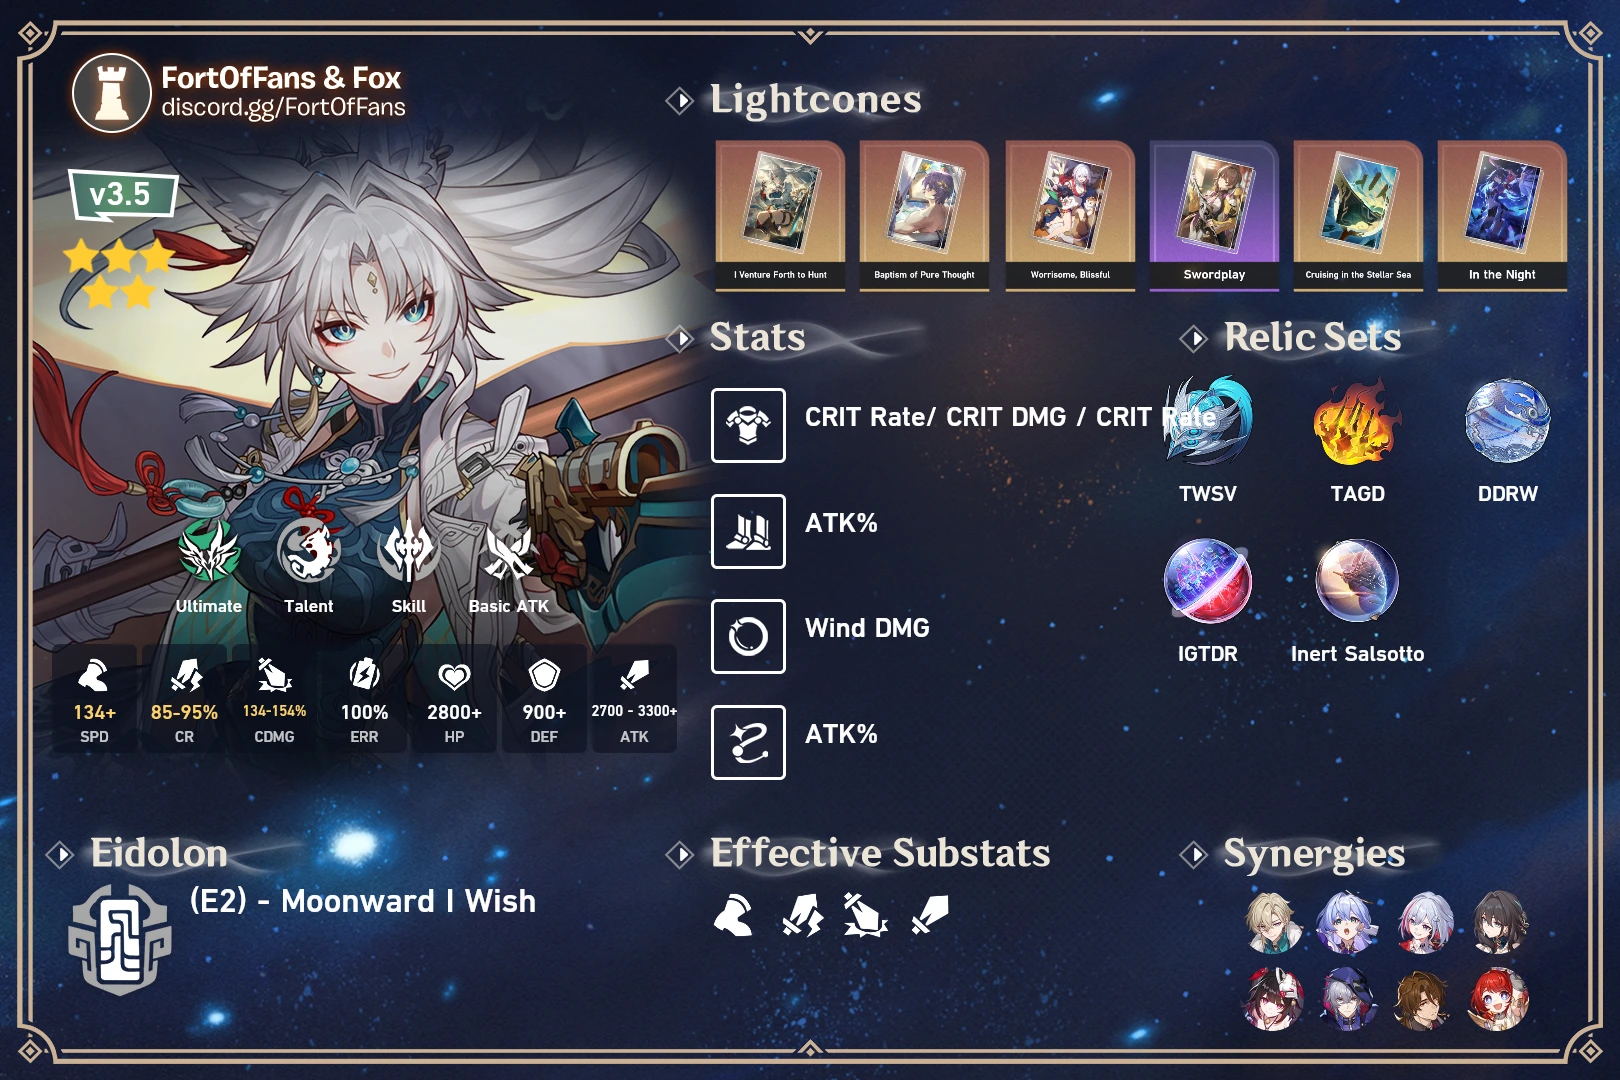 FortOfFans & Fox
discord.gg/FortOfFans
v3.5
Ultimate
Talent
Skill
Basic ATK
134+
SPD
85-95%
CR
134-154%
CDMG
100%
ERR
2800+
HP
900+
DEF
2700 - 3300+
ATK
Eidolon
(E2) - Moonward I Wish
Lightcones
I Venture Forth to Hunt
Baptism of Pure Thought
Worrisome, Blissful
Swordplay
Cruising in the Stellar Sea
In the Night
Stats
CRIT Rate/ CRIT DMG / CRIT Rate
ATK%
Wind DMG
ATK%
Relic Sets
TWSV
TAGD
DDRW
IGTDR
Inert Salsotto
Effective Substats
Synergies